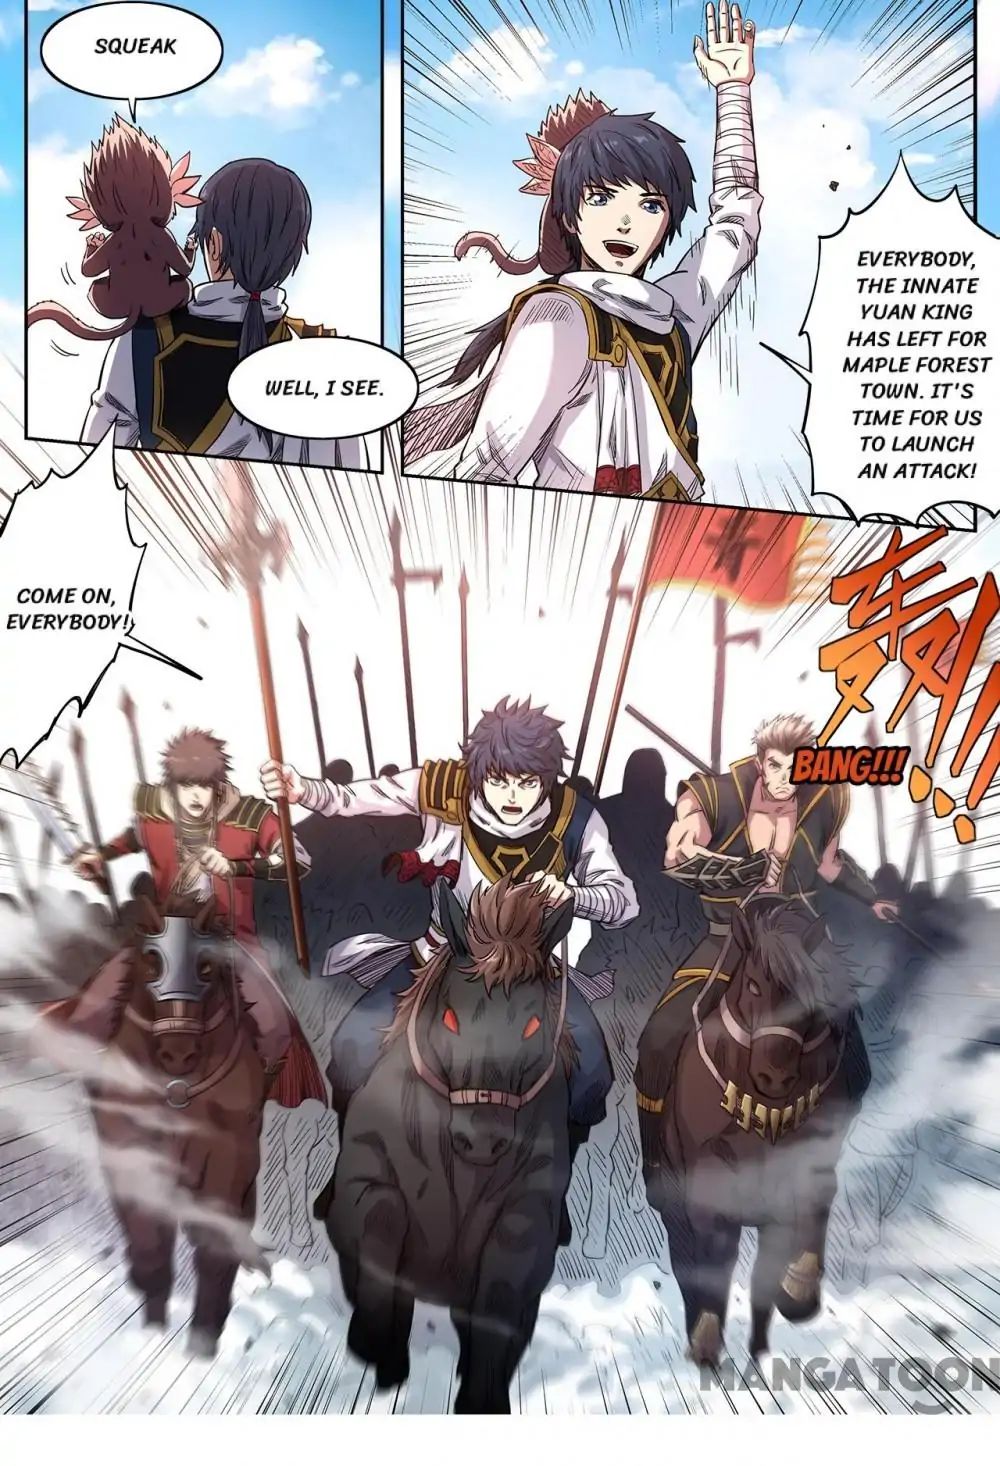 SQUEAK
WELL, I SEE.
EVERYBODY,
THE INNATE
YUAN KING
HAS LEFT FOR
MAPLE FOREST
TOWN. IT'S
TIME FOR US
TO LAUNCH
AN ATTACK!
COME ON,
EVERYBODY!
轰!!!
BANG!!!
MANGATOON